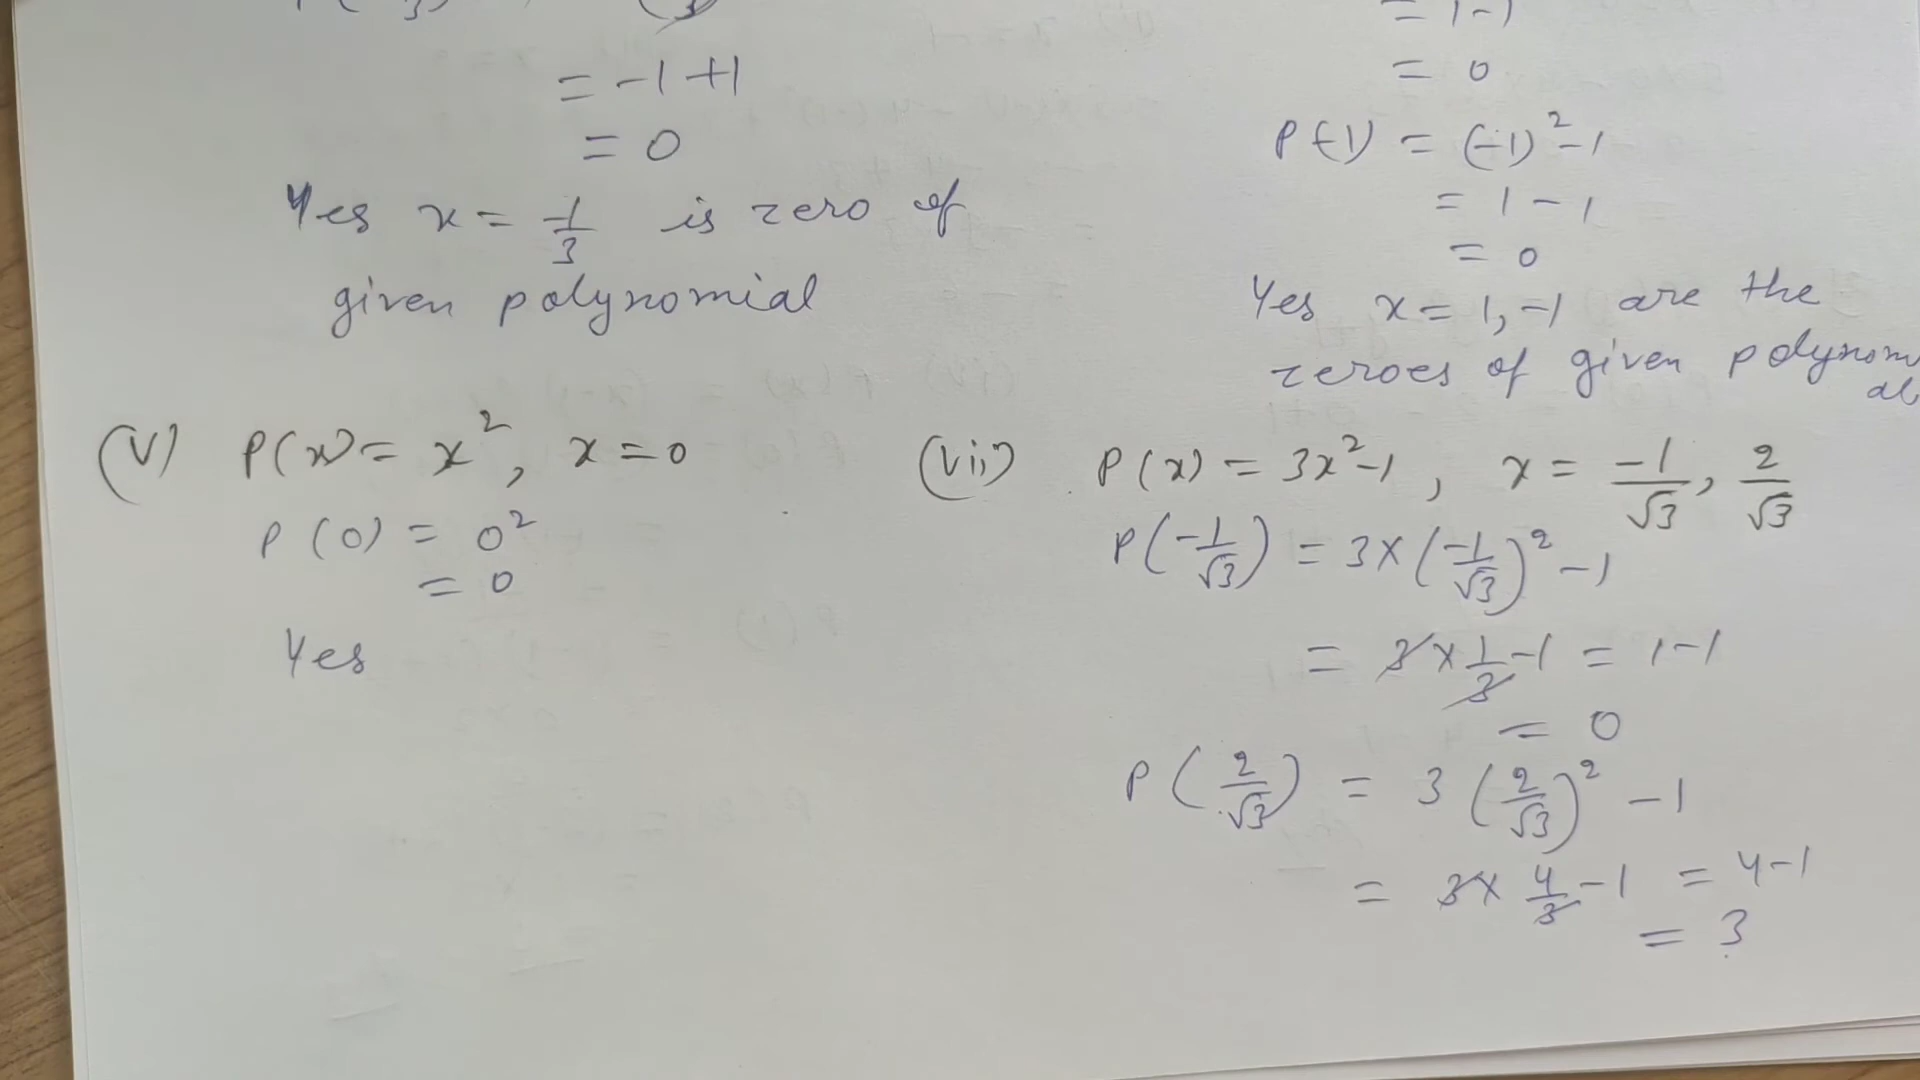 = -1 +1
= 0
Yes x = -1/3 is zero of
given polynomial
(v) P(x) = x², x = 0
P(0) = 0²
= 0
Yes
= 1-1
= 0
P(-1) = (-1)² -1
= 1 - 1
= 0
Yes x = 1, -1 are the
zeroes of given polynom
al
(vii) P(x) = 3x²-1, x = -1/√3, 2/√3
P(-1/√3) = 3×(-1/√3)² -1
= 3 × 1/3 -1 = 1-1
= 0
P(2/√3) = 3(2/√3)² -1
= 3× 4/3 -1 = 4-1
= 3